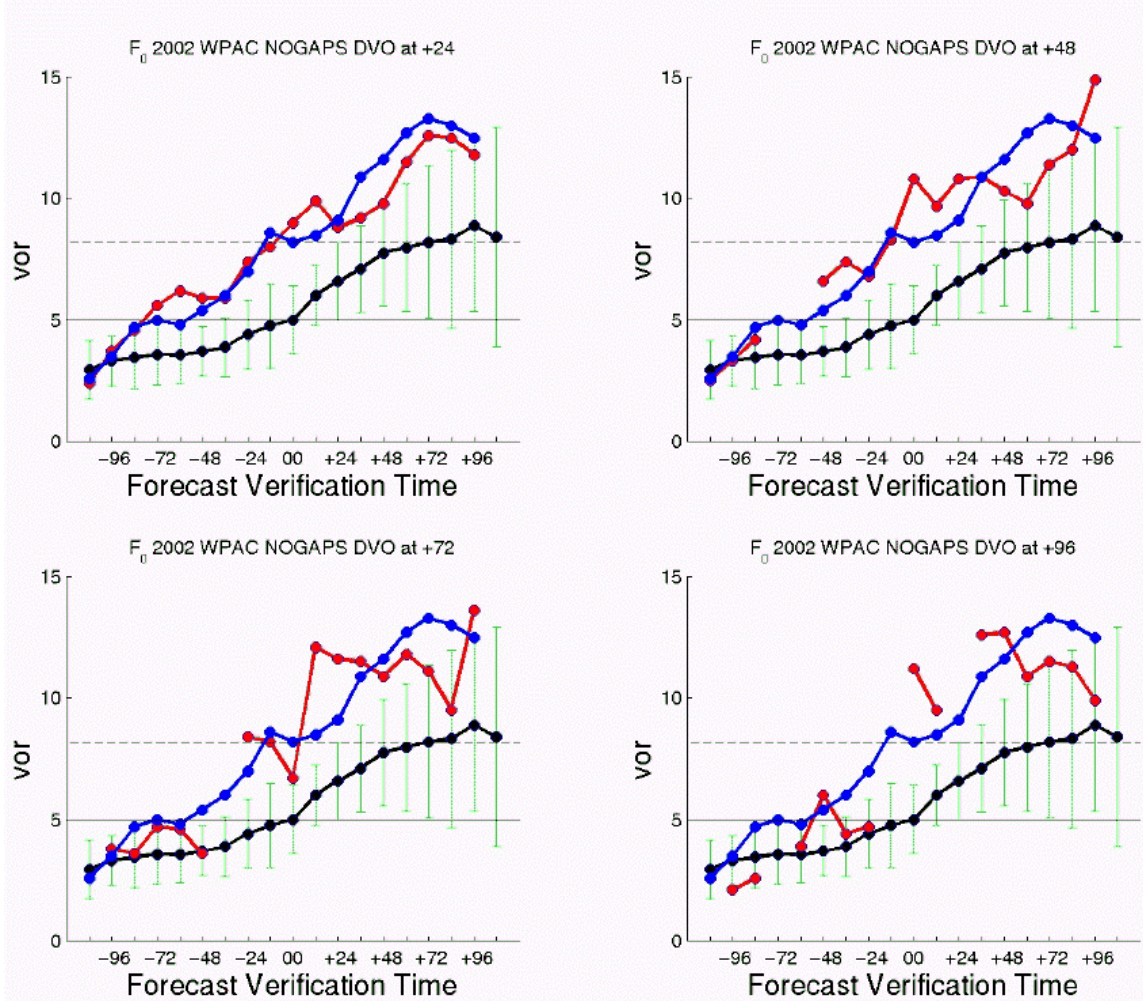 F0 2002 WPAC NOGAPS DVO at +24
15
10
5
0
vor
−96 −72 −48 −24 00 +24 +48 +72 +96
Forecast Verification Time
F0 2002 WPAC NOGAPS DVO at +48
15
10
5
0
vor
−96 −72 −48 −24 00 +24 +48 +72 +96
Forecast Verification Time
F0 2002 WPAC NOGAPS DVO at +72
15
10
5
0
vor
−96 −72 −48 −24 00 +24 +48 +72 +96
Forecast Verification Time
F0 2002 WPAC NOGAPS DVO at +96
15
10
5
0
vor
−96 −72 −48 −24 00 +24 +48 +72 +96
Forecast Verification Time